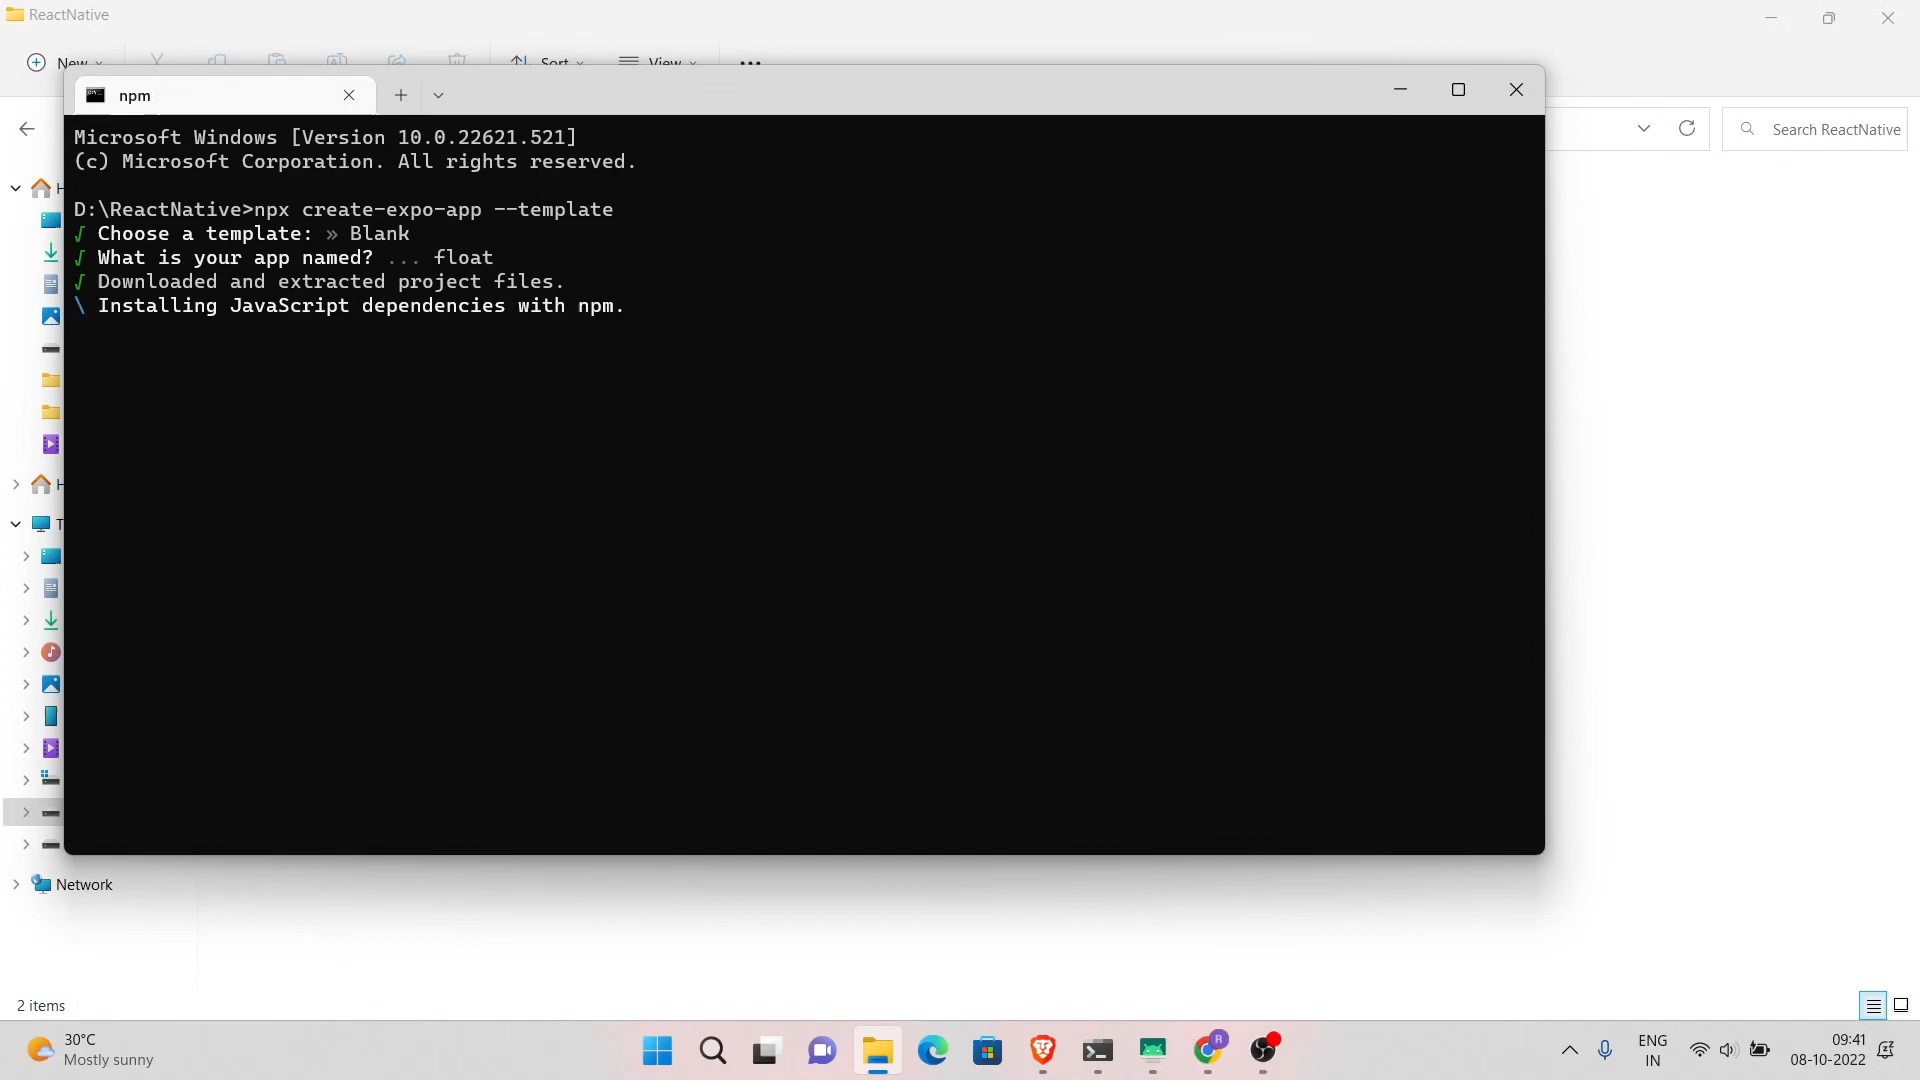 ReactNative
New
Sort
View
npm
Search ReactNative
Microsoft Windows [Version 10.0.22621.521]
(c) Microsoft Corporation. All rights reserved.
D:\ReactNative>npx create-expo-app --template
√ Choose a template: » Blank
√ What is your app named? ... float
√ Downloaded and extracted project files.
\ Installing JavaScript dependencies with npm.
H
H
T
Network
2 items
30°C
Mostly sunny
R
ENG
IN
09:41
08-10-2022